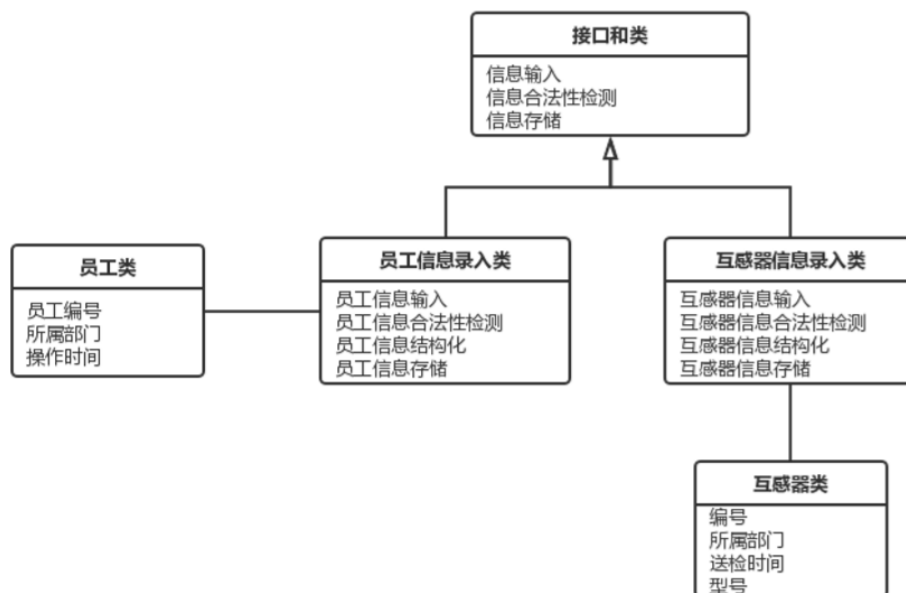 接口和类
信息输入
信息合法性检测
信息存储
员工类
员工编号
所属部门
操作时间
员工信息录入类
员工信息输入
员工信息合法性检测
员工信息结构化
员工信息存储
互感器信息录入类
互感器信息输入
互感器信息合法性检测
互感器信息结构化
互感器信息存储
互感器类
编号
所属部门
送检时间
型号